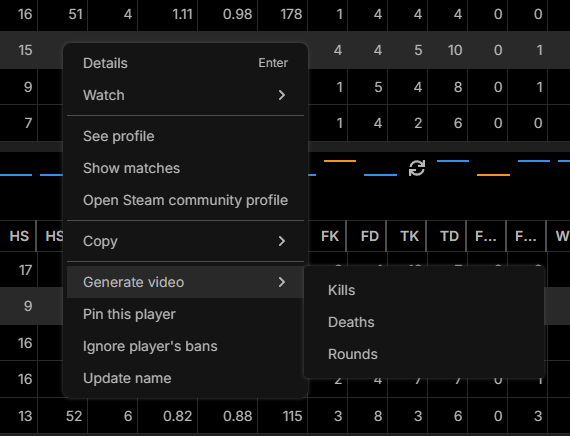 16 51 4 1.11 0.98 178 1 4 4 4 0 0
15 4 4 5 10 0 1
Details Enter
9 1 5 4 8 0 1
Watch
7 1 4 2 6 0 0
See profile
Show matches
Open Steam community profile
HS HS FK FD TK TD F... F... W
Copy
17
Generate video
Kills
9
Pin this player
Deaths
16
Ignore player's bans
Rounds
16 2 4 7 7 0 1
Update name
13 52 6 0.82 0.88 115 3 8 3 6 0 3